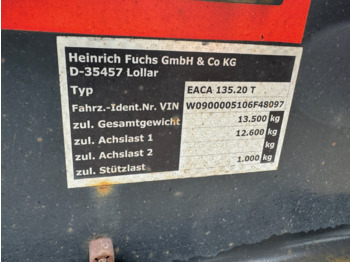 Heinrich Fuchs GmbH & Co KG
D-35457 Lollar
Typ EACA 135.20 T
Fahrz.-Ident.Nr. VIN W0900005106F48097
zul. Gesamtgewicht 13.500 kg
zul. Achslast 1 12.600 kg
zul. Achslast 2 kg
zul. Stützlast 1.000 kg